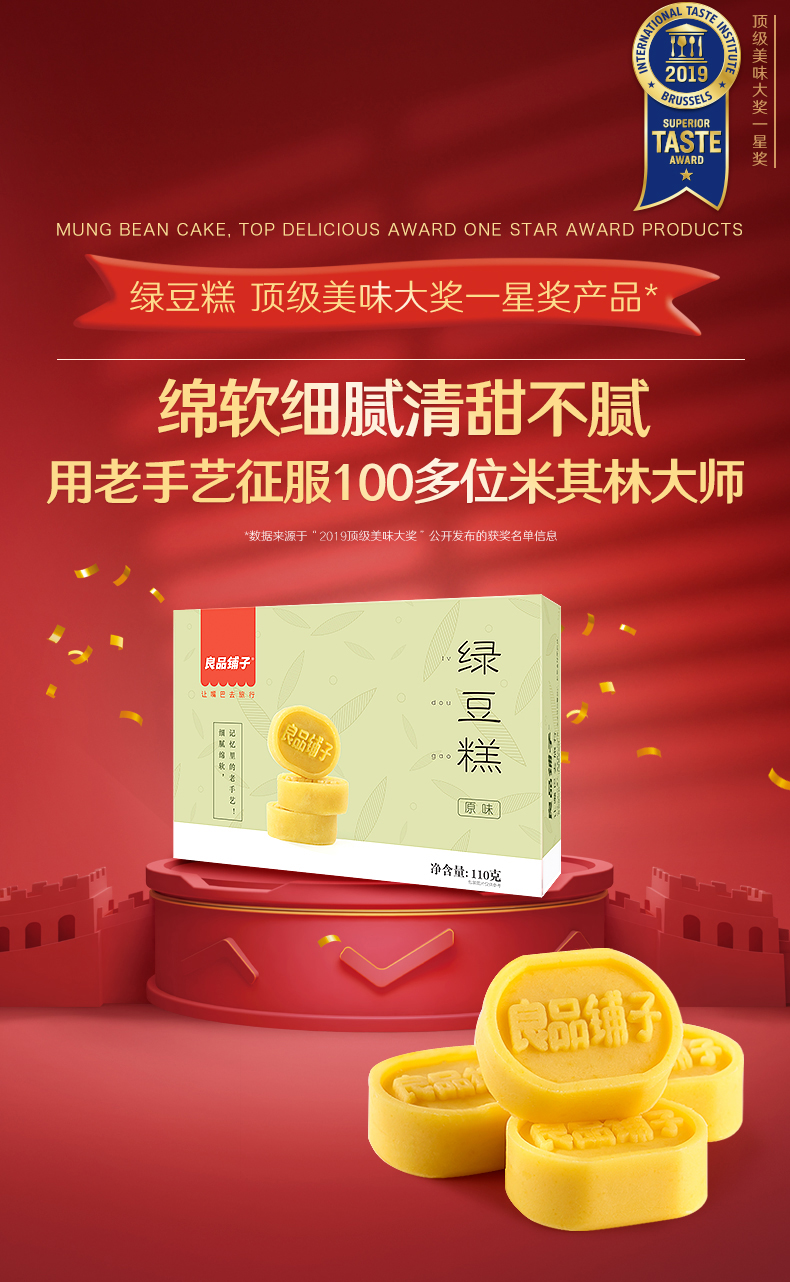 INTERNATIONAL TASTE INSTITUTE
2019
BRUSSELS
SUPERIOR
TASTE
AWARD
顶级美味大奖一星奖
MUNG BEAN CAKE, TOP DELICIOUS AWARD ONE STAR AWARD PRODUCTS
绿豆糕 顶级美味大奖一星奖产品*
绵软细腻清甜不腻
用老手艺征服100多位米其林大师
*数据来源于“2019顶级美味大奖”公开发布的获奖名单信息
良品铺子®
让嘴巴去旅行
lv
绿
dou
豆
gao
糕
原味
记忆里的老手艺！
细腻绵软，
良品铺子
净含量: 110克
良品铺子